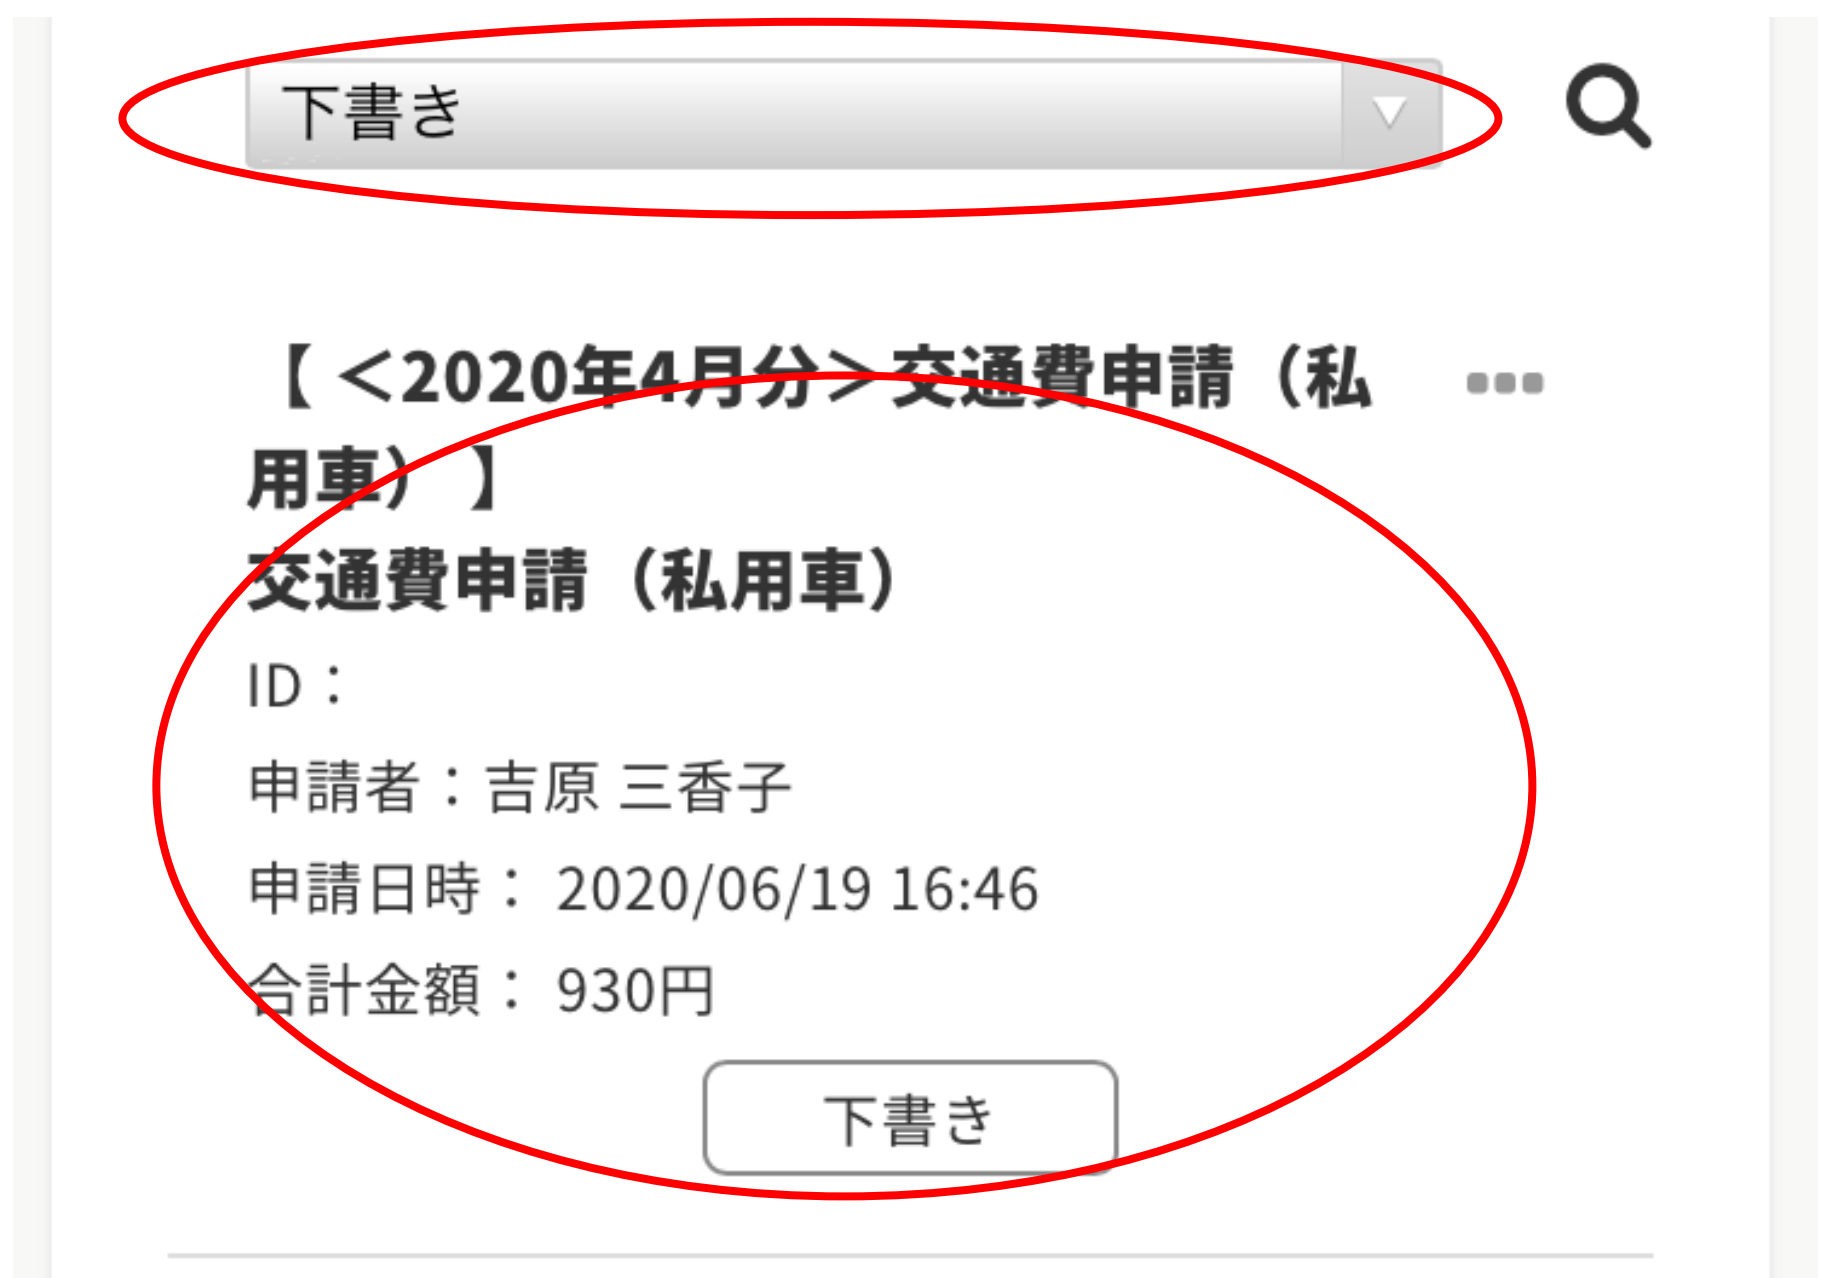 下書き
【 <2020年4月分>交通費申請（私
用車） 】
交通費申請（私用車）
ID：
申請者：吉原 三香子
申請日時： 2020/06/19 16:46
合計金額： 930円
下書き